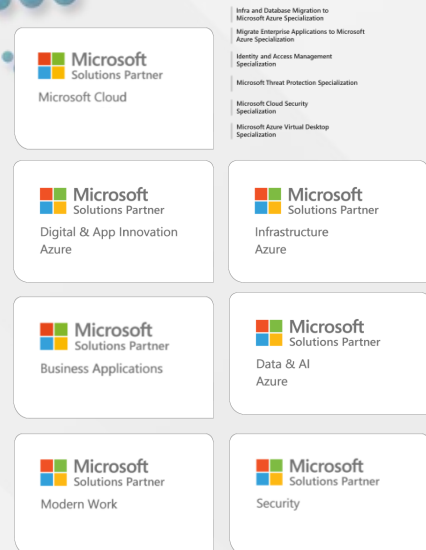 Microsoft
Solutions Partner
Microsoft Cloud
Infra and Database Migration to
Microsoft Azure Specialization
Migrate Enterprise Applications to Microsoft
Azure Specialization
Identity and Access Management
Specialization
Microsoft Threat Protection Specialization
Microsoft Cloud Security
Specialization
Microsoft Azure Virtual Desktop
Specialization
Microsoft
Solutions Partner
Digital & App Innovation
Azure
Microsoft
Solutions Partner
Infrastructure
Azure
Microsoft
Solutions Partner
Business Applications
Microsoft
Solutions Partner
Data & AI
Azure
Microsoft
Solutions Partner
Modern Work
Microsoft
Solutions Partner
Security